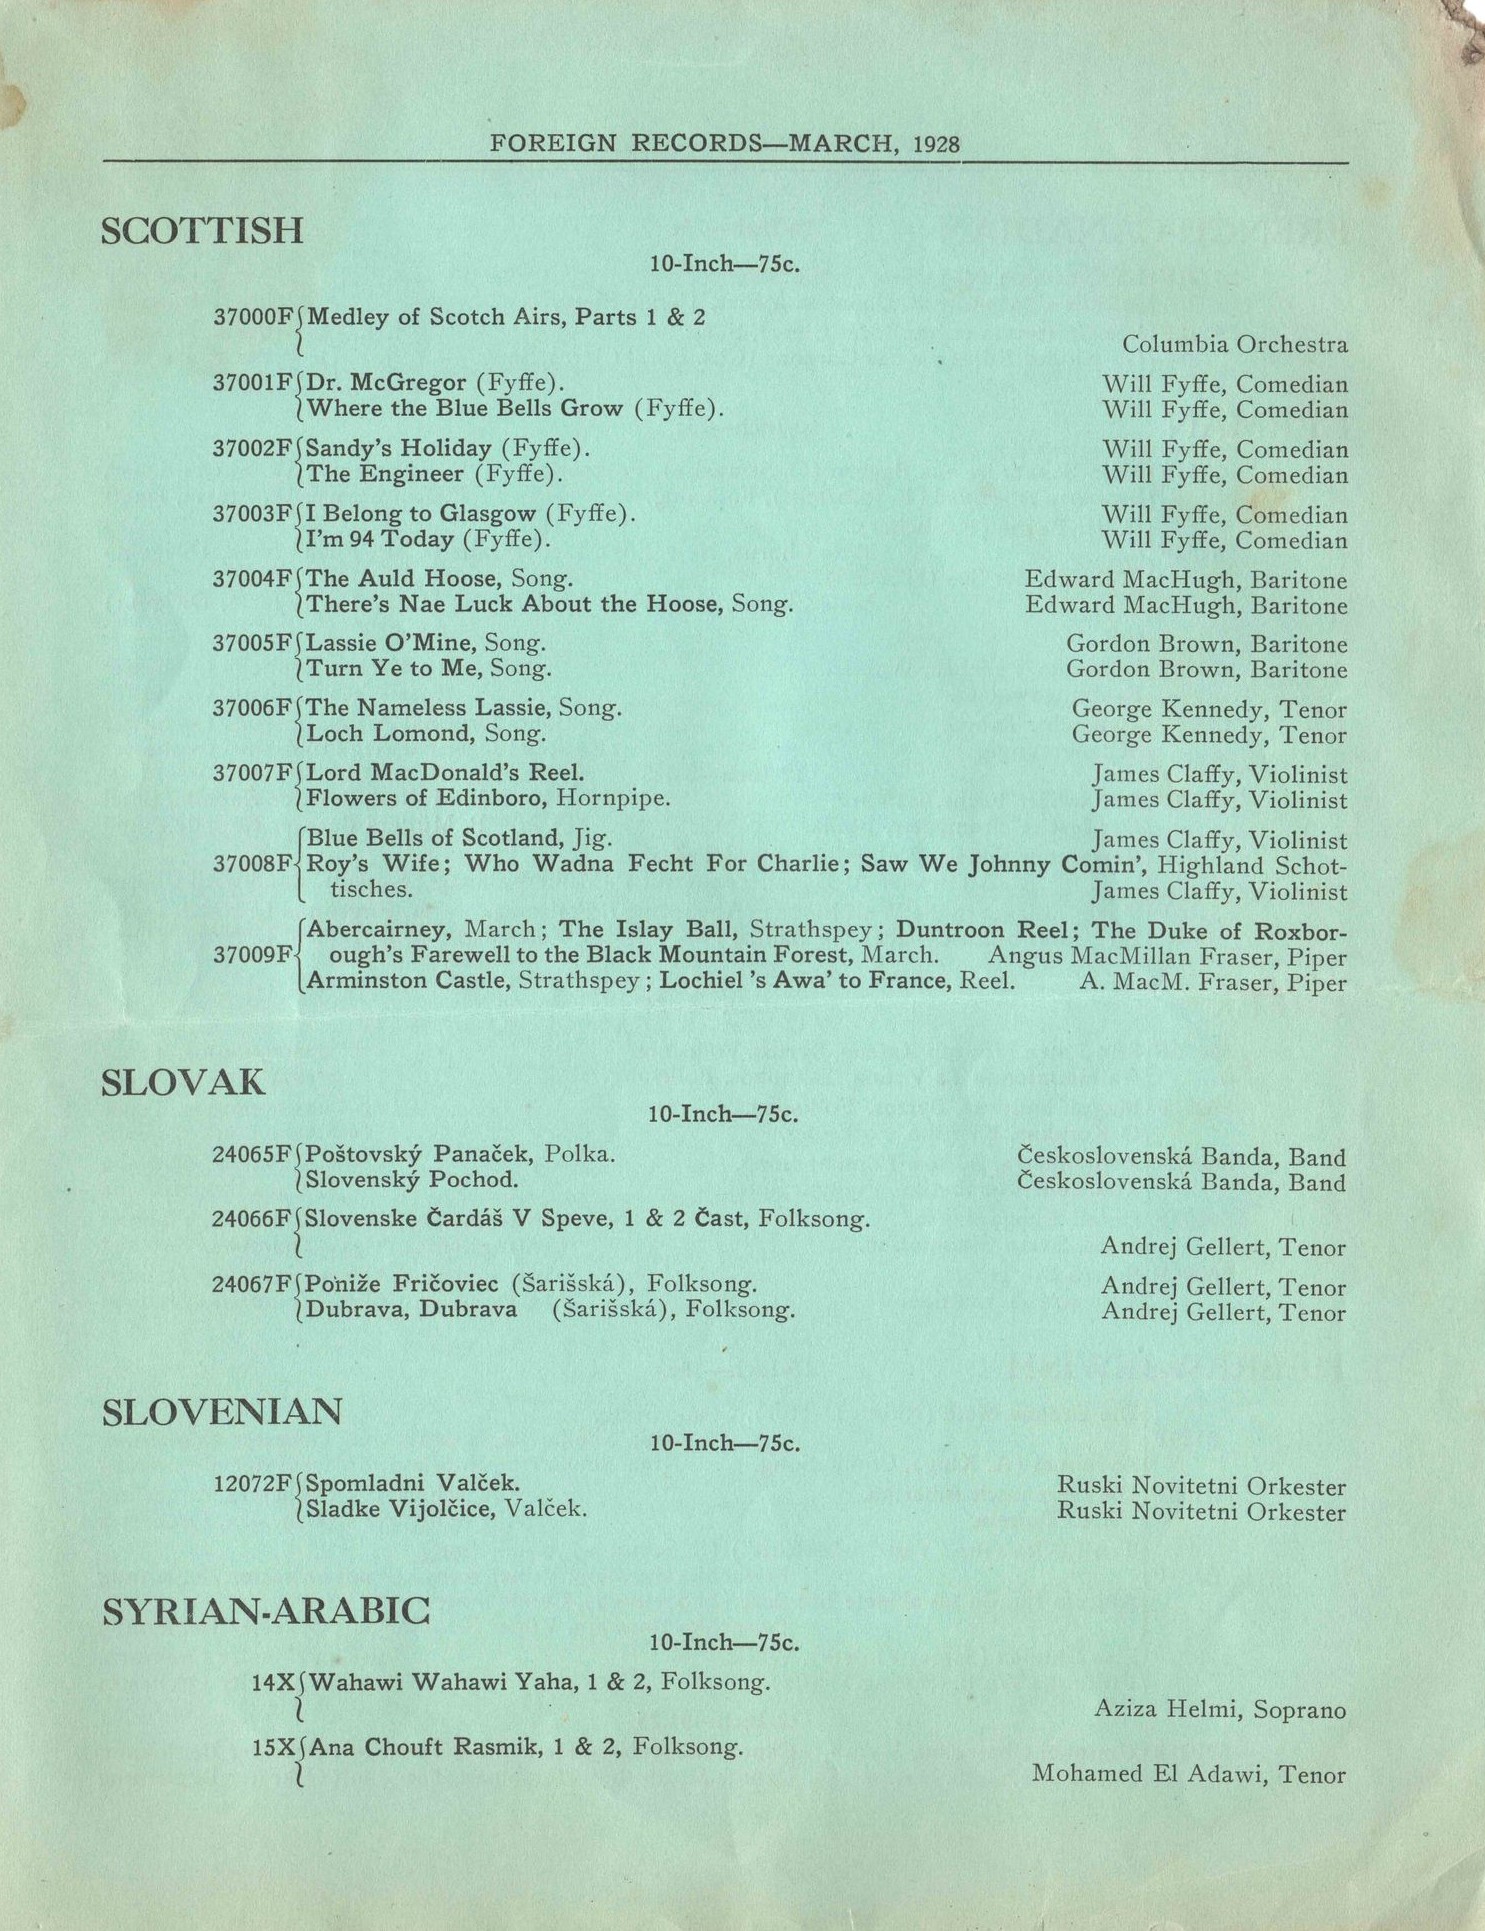 FOREIGN RECORDS—MARCH, 1928
SCOTTISH
10-Inch—75c.
37000F Medley of Scotch Airs, Parts 1 & 2
Columbia Orchestra
37001F Dr. McGregor (Fyffe). Will Fyffe, Comedian
Where the Blue Bells Grow (Fyffe). Will Fyffe, Comedian
37002F Sandy's Holiday (Fyffe). Will Fyffe, Comedian
The Engineer (Fyffe). Will Fyffe, Comedian
37003F I Belong to Glasgow (Fyffe). Will Fyffe, Comedian
I'm 94 Today (Fyffe). Will Fyffe, Comedian
37004F The Auld Hoose, Song. Edward MacHugh, Baritone
There's Nae Luck About the Hoose, Song. Edward MacHugh, Baritone
37005F Lassie O'Mine, Song. Gordon Brown, Baritone
Turn Ye to Me, Song. Gordon Brown, Baritone
37006F The Nameless Lassie, Song. George Kennedy, Tenor
Loch Lomond, Song. George Kennedy, Tenor
37007F Lord MacDonald's Reel. James Claffy, Violinist
Flowers of Edinboro, Hornpipe. James Claffy, Violinist
Blue Bells of Scotland, Jig. James Claffy, Violinist
37008F Roy's Wife; Who Wadna Fecht For Charlie; Saw We Johnny Comin', Highland Schot-
tisches. James Claffy, Violinist
Abercairney, March; The Islay Ball, Strathspey; Duntroon Reel; The Duke of Roxbor-
37009F ough's Farewell to the Black Mountain Forest, March. Angus MacMillan Fraser, Piper
Arminston Castle, Strathspey; Lochiel 's Awa' to France, Reel. A. MacM. Fraser, Piper
SLOVAK
10-Inch—75c.
24065F Poštovský Panaček, Polka. Československá Banda, Band
Slovenský Pochod. Československá Banda, Band
24066F Slovenske Čardáš V Speve, 1 & 2 Čast, Folksong.
Andrej Gellert, Tenor
24067F Poniže Fričoviec (Šarišská), Folksong. Andrej Gellert, Tenor
Dubrava, Dubrava (Šarišská), Folksong. Andrej Gellert, Tenor
SLOVENIAN
10-Inch—75c.
12072F Spomladni Valček. Ruski Novitetni Orkester
Sladke Vijolčice, Valček. Ruski Novitetni Orkester
SYRIAN-ARABIC
10-Inch—75c.
14X Wahawi Wahawi Yaha, 1 & 2, Folksong.
Aziza Helmi, Soprano
15X Ana Chouft Rasmik, 1 & 2, Folksong.
Mohamed El Adawi, Tenor